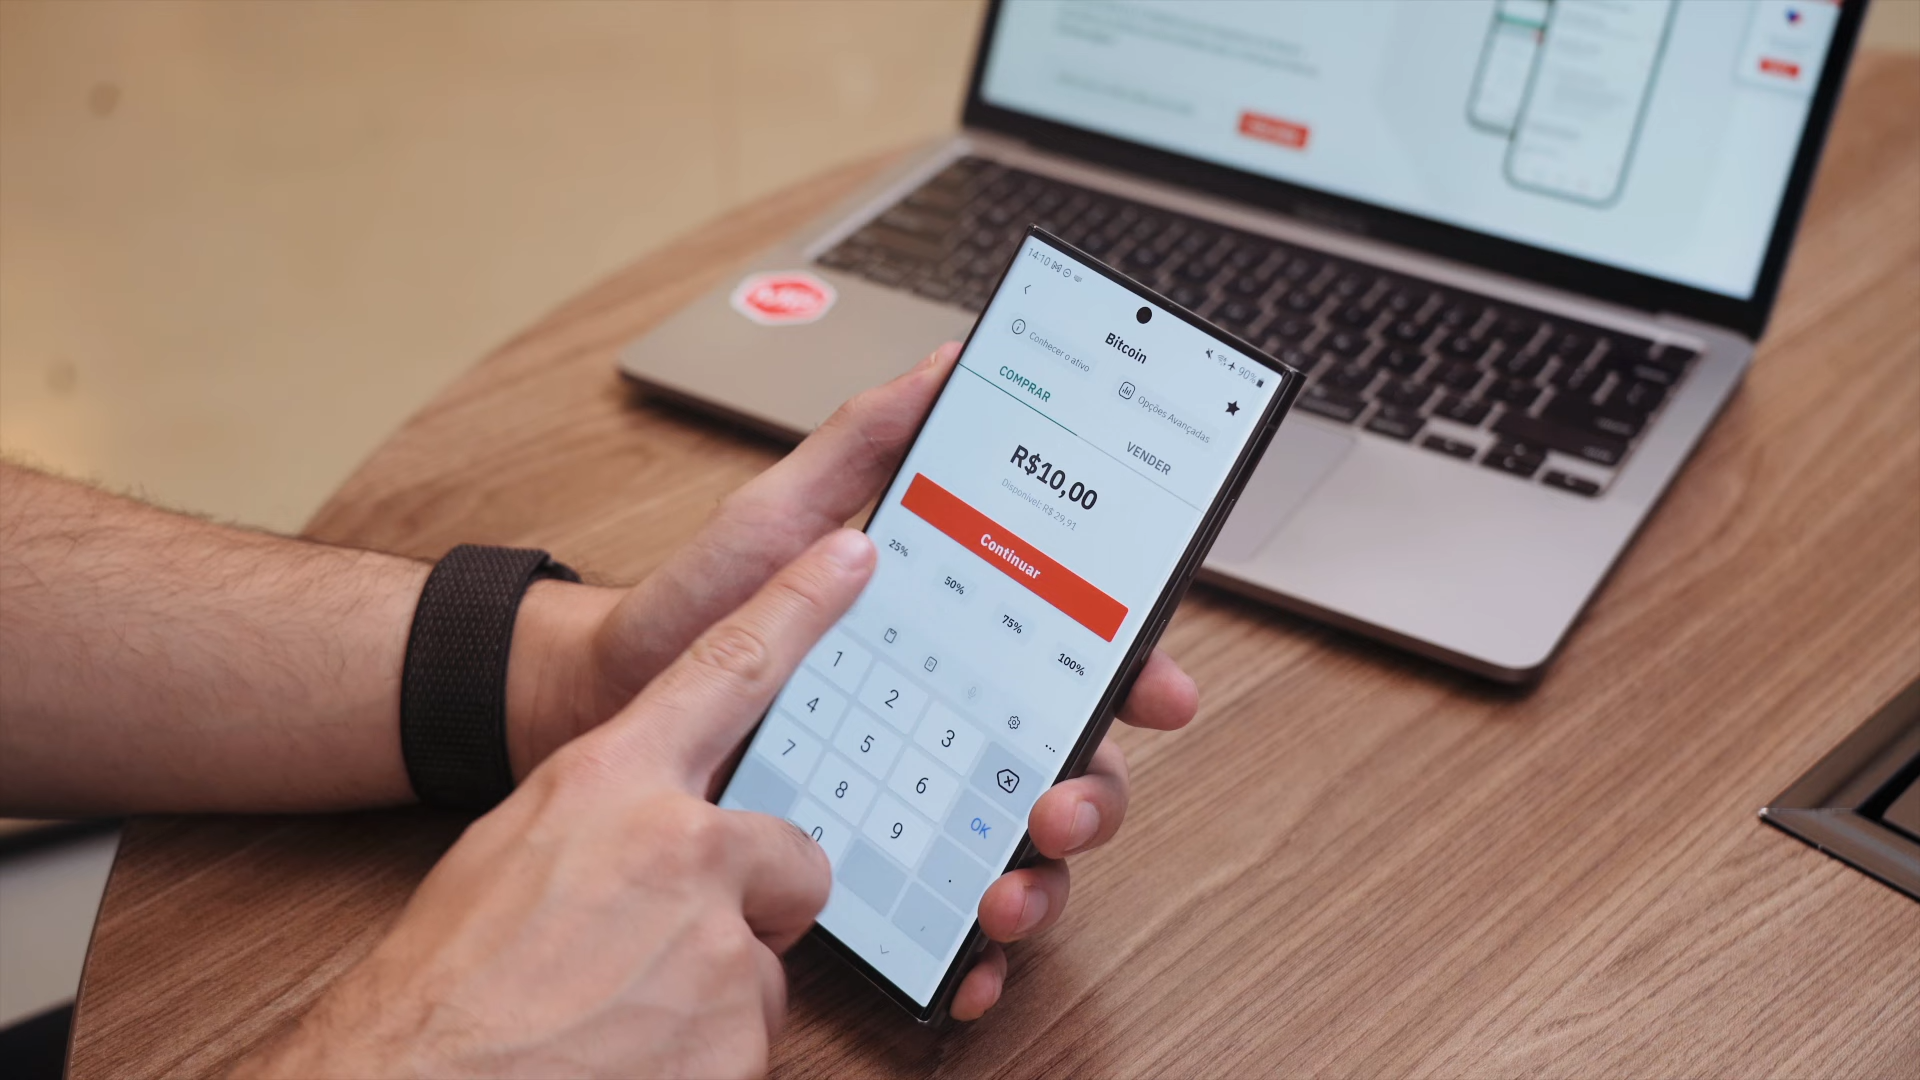 14:10
90%
Bitcoin
Conhecer o ativo
Opções Avançadas
COMPRAR
VENDER
R$10,00
Disponível: R$ 29,91
Continuar
25%
50%
75%
100%
1
2
3
4
5
6
7
8
9
OK
0
.
,